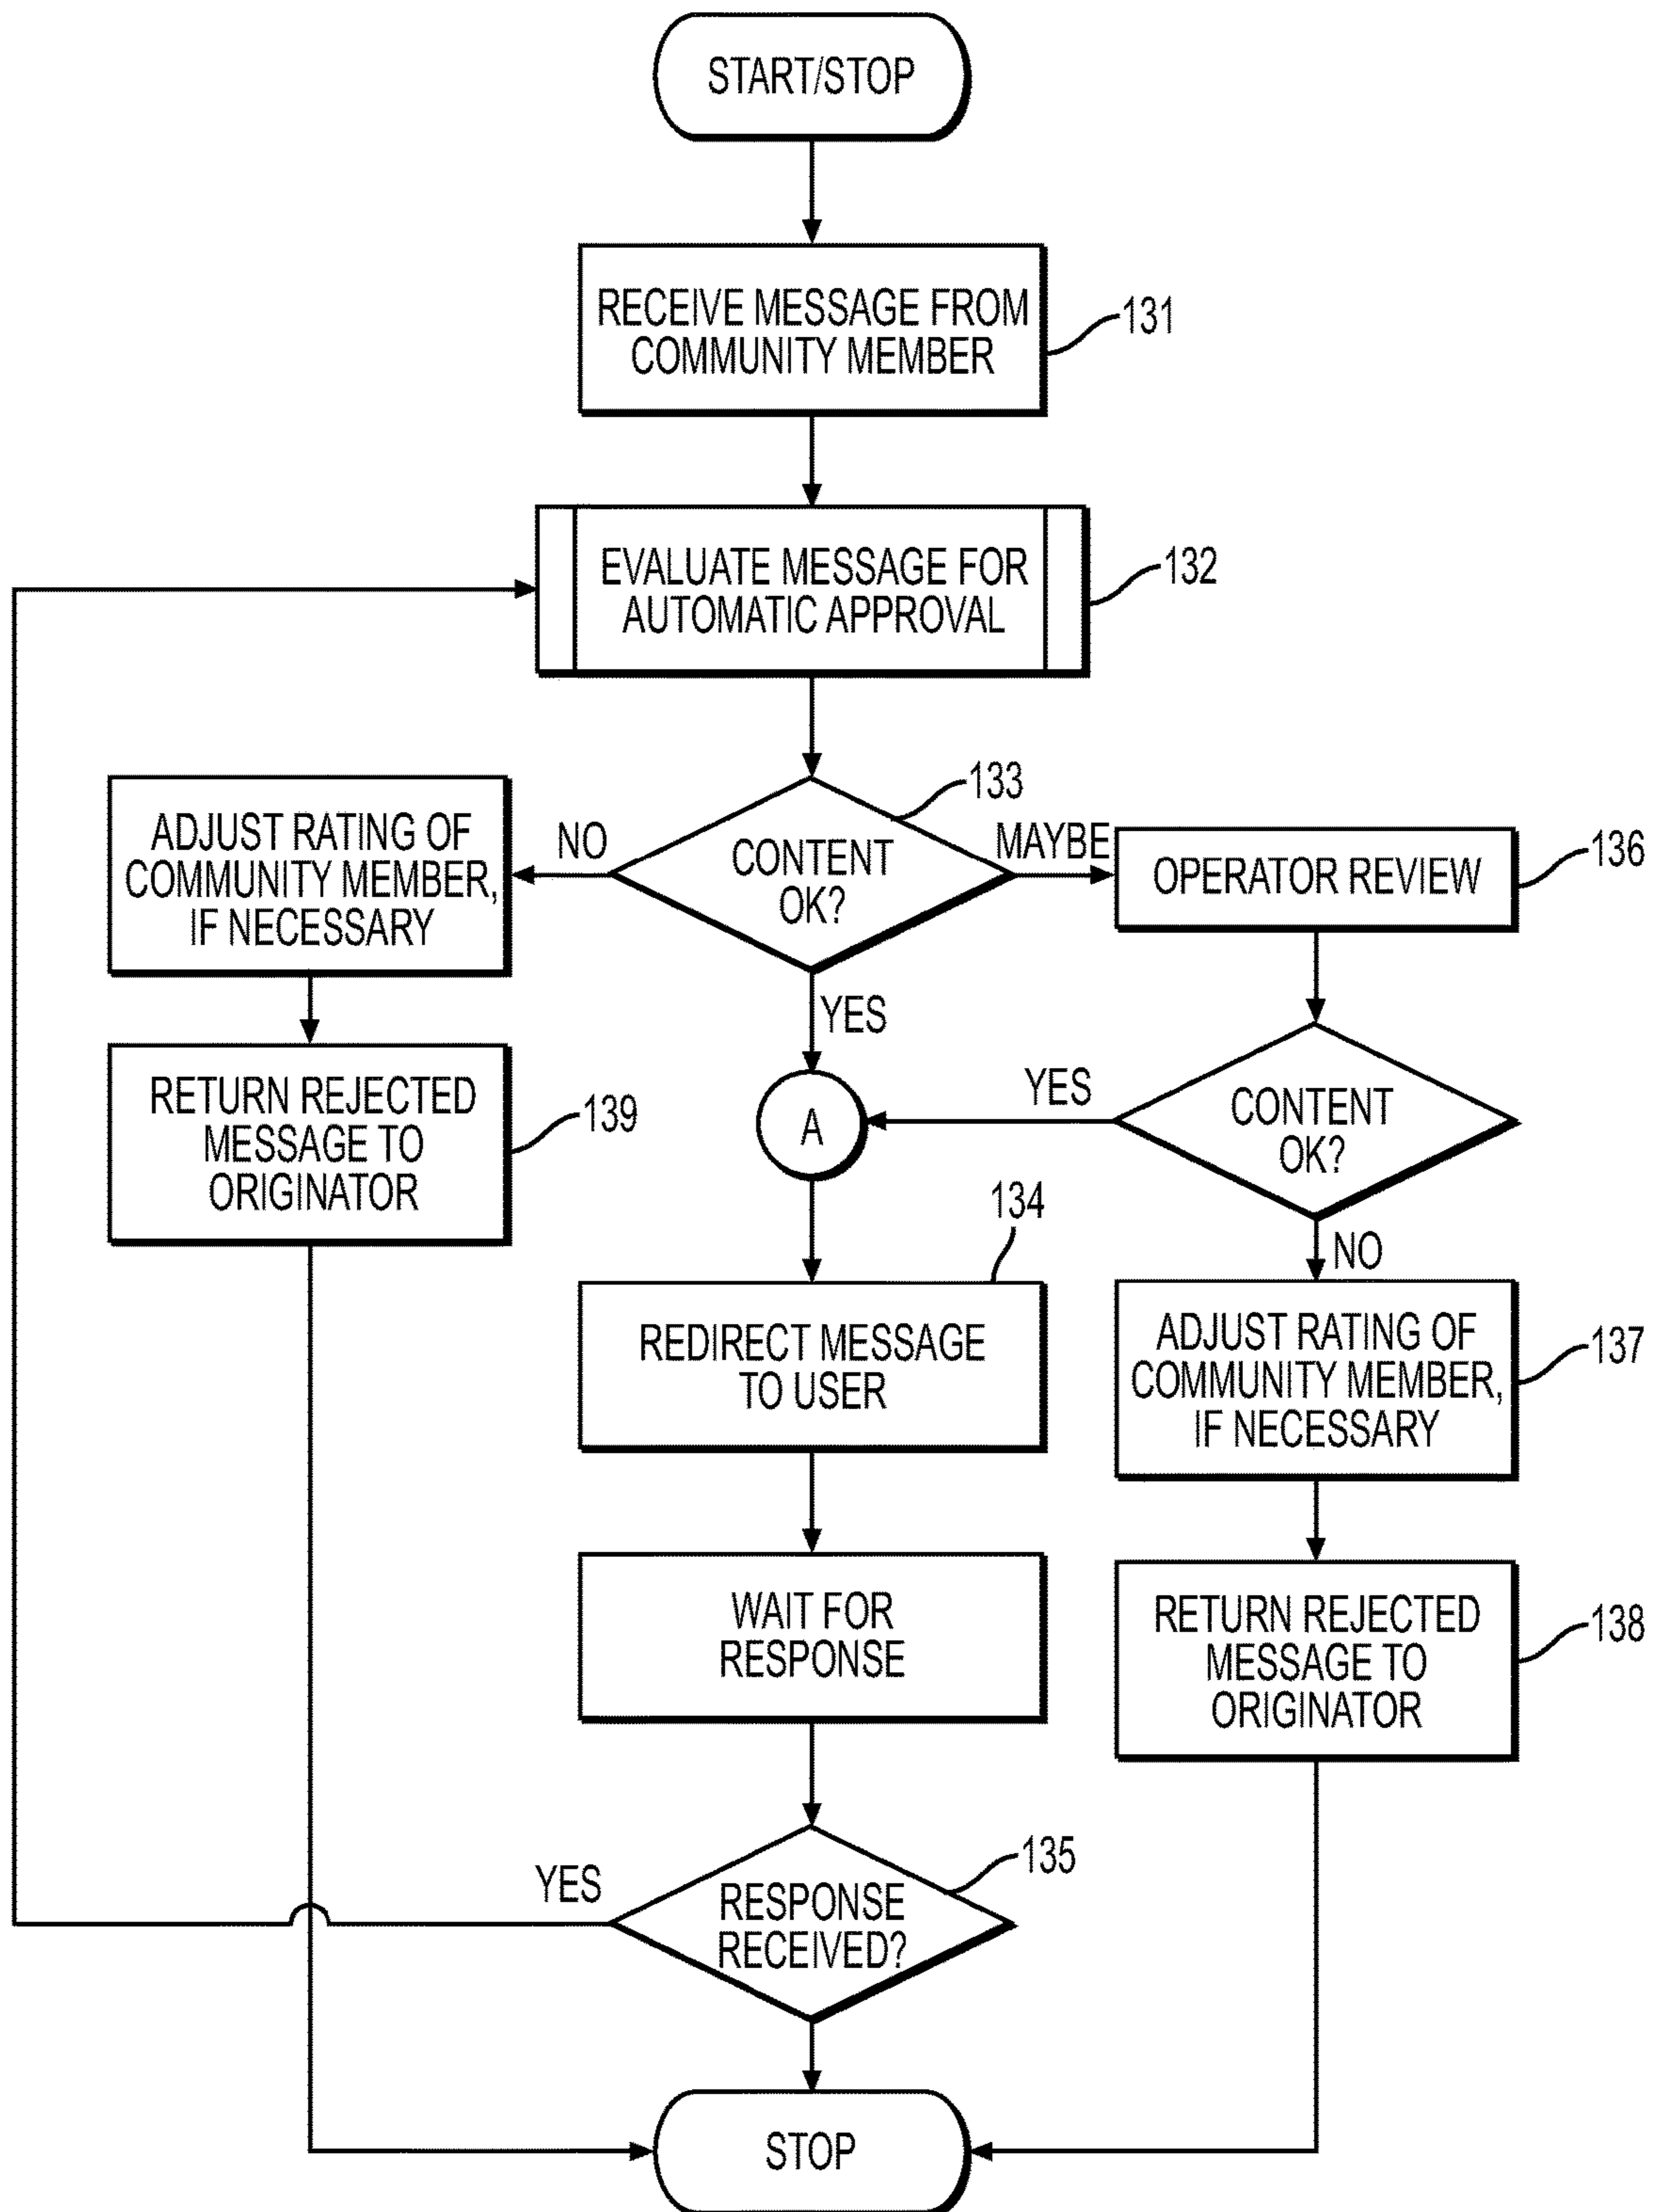 START/STOP
RECEIVE MESSAGE FROM
COMMUNITY MEMBER
131
EVALUATE MESSAGE FOR
AUTOMATIC APPROVAL
132
133
CONTENT
OK?
NO
MAYBE
YES
ADJUST RATING OF
COMMUNITY MEMBER,
IF NECESSARY
RETURN REJECTED
MESSAGE TO
ORIGINATOR
139
OPERATOR REVIEW
136
CONTENT
OK?
YES
NO
A
134
REDIRECT MESSAGE
TO USER
ADJUST RATING OF
COMMUNITY MEMBER,
IF NECESSARY
137
WAIT FOR
RESPONSE
RETURN REJECTED
MESSAGE TO
ORIGINATOR
138
135
RESPONSE
RECEIVED?
YES
STOP